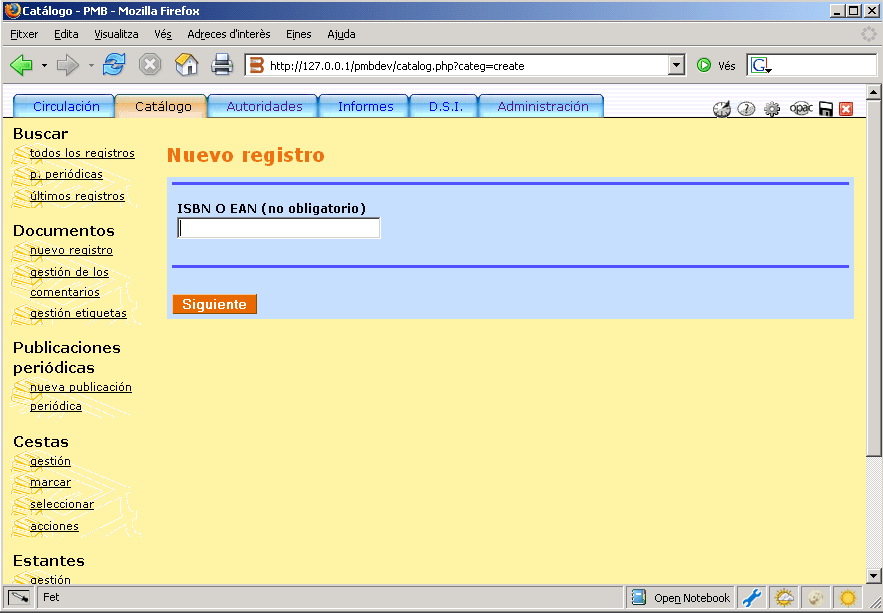 Catálogo - PMB - Mozilla Firefox
Fitxer Edita Visualitza Vés Adreces d'interès Eines Ajuda
http://127.0.0.1/pmbdev/catalog.php?categ=create Vés G
Circulación Catálogo Autoridades Informes D.S.I. Administración opac
Buscar
todos los registros
p. periódicas
últimos registros
Documentos
nuevo registro
gestión de los
comentarios
gestión etiquetas
Publicaciones
periódicas
nueva publicación
periódica
Cestas
gestión
marcar
seleccionar
acciones
Estantes
gestión
Nuevo registro
ISBN O EAN (no obligatorio)
Siguiente
Fet Open Notebook